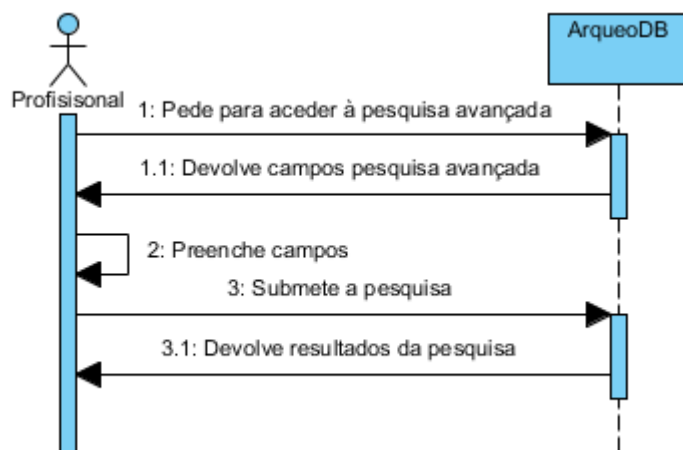 ArqueoDB
Profisisonal
1: Pede para aceder à pesquisa avançada
1.1: Devolve campos pesquisa avançada
2: Preenche campos
3: Submete a pesquisa
3.1: Devolve resultados da pesquisa